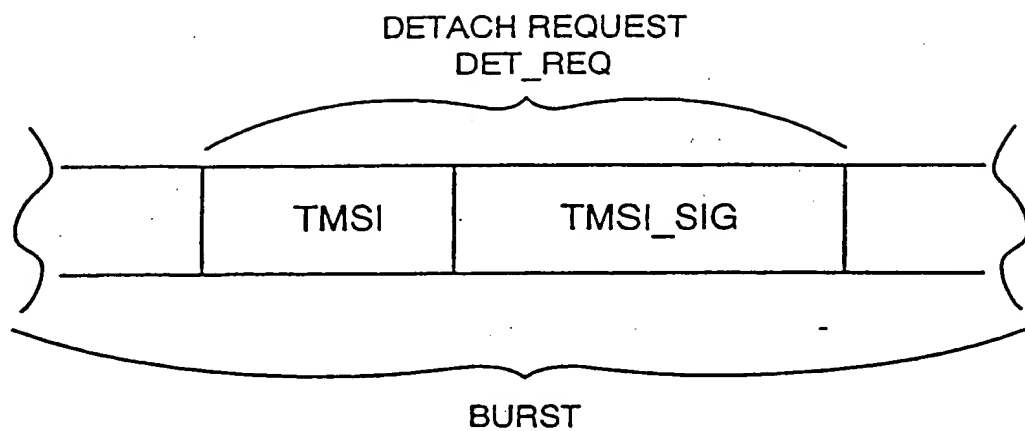 DETACH REQUEST
DET_REQ
TMSI TMSI_SIG
BURST